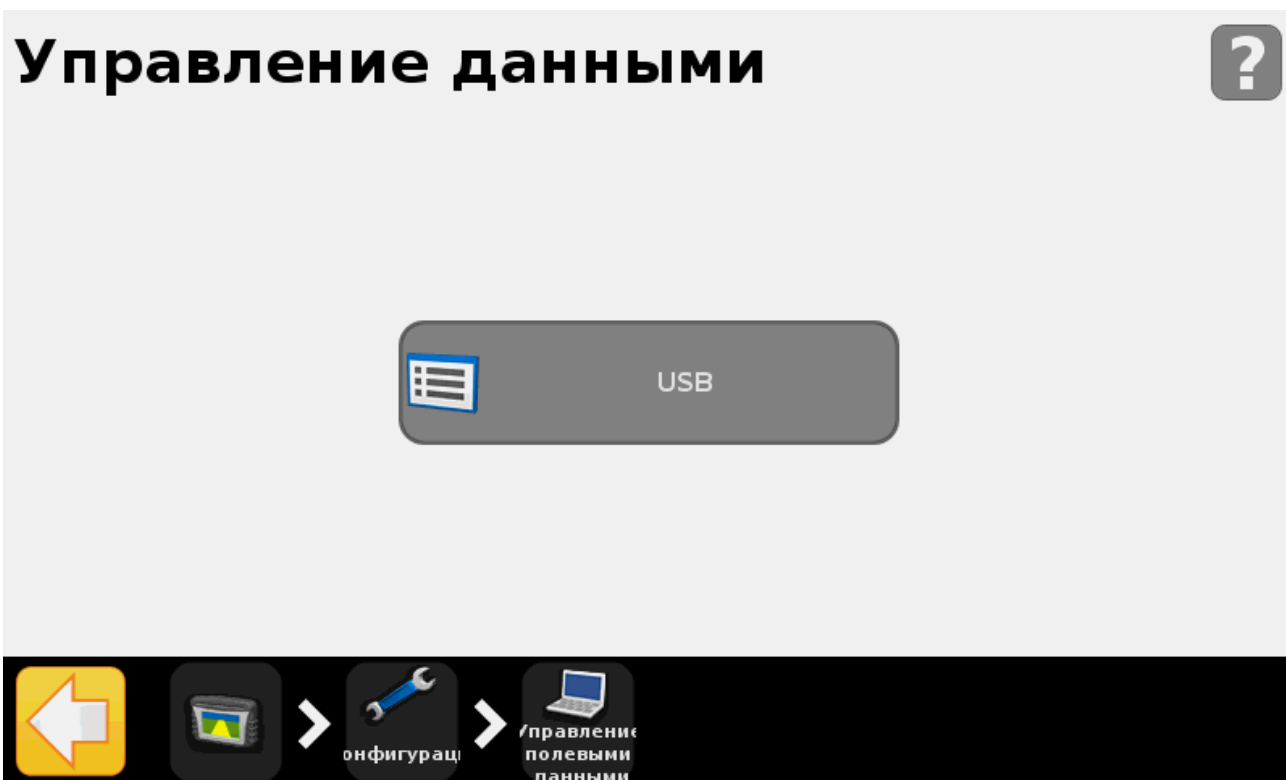 Управление данными
?
USB
онфигурац
Управление
полевыми
данными